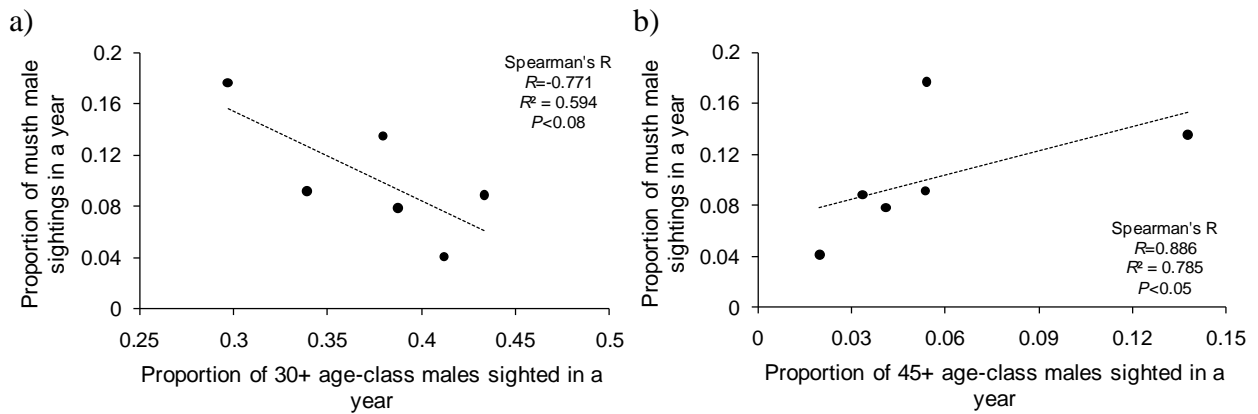 a)
Proportion of musth male
sightings in a year
0.2
0.16
0.12
0.08
0.04
0
Spearman's R
R=-0.771
R² = 0.594
P<0.08
0.25
0.3
0.35
0.4
0.45
0.5
Proportion of 30+ age-class males sighted in a
year
b)
Proportion of musth male
sightings in a year
0.2
0.16
0.12
0.08
0.04
0
Spearman's R
R=0.886
R² = 0.785
P<0.05
0
0.03
0.06
0.09
0.12
0.15
Proportion of 45+ age-class males sighted in a
year